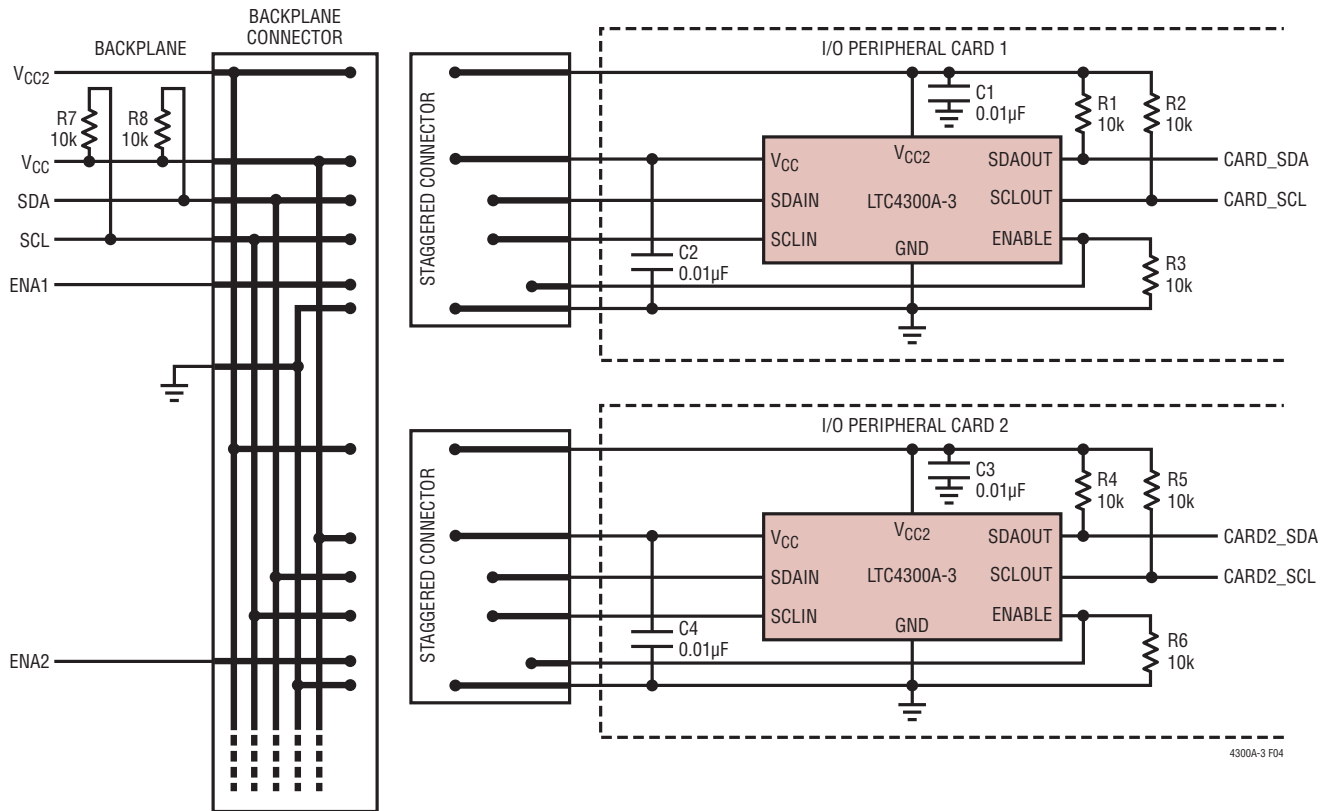 BACKPLANE
BACKPLANE
CONNECTOR
VCC2
R7
10k
R8
10k
VCC
SDA
SCL
ENA1
ENA2
STAGGERED CONNECTOR
I/O PERIPHERAL CARD 1
C1
0.01µF
R1
10k
R2
10k
VCC
VCC2
SDAOUT
CARD_SDA
SDAIN
LTC4300A-3
SCLOUT
CARD_SCL
SCLIN
GND
ENABLE
C2
0.01µF
R3
10k
STAGGERED CONNECTOR
I/O PERIPHERAL CARD 2
C3
0.01µF
R4
10k
R5
10k
VCC
VCC2
SDAOUT
CARD2_SDA
SDAIN
LTC4300A-3
SCLOUT
CARD2_SCL
SCLIN
GND
ENABLE
C4
0.01µF
R6
10k
4300A-3 F04